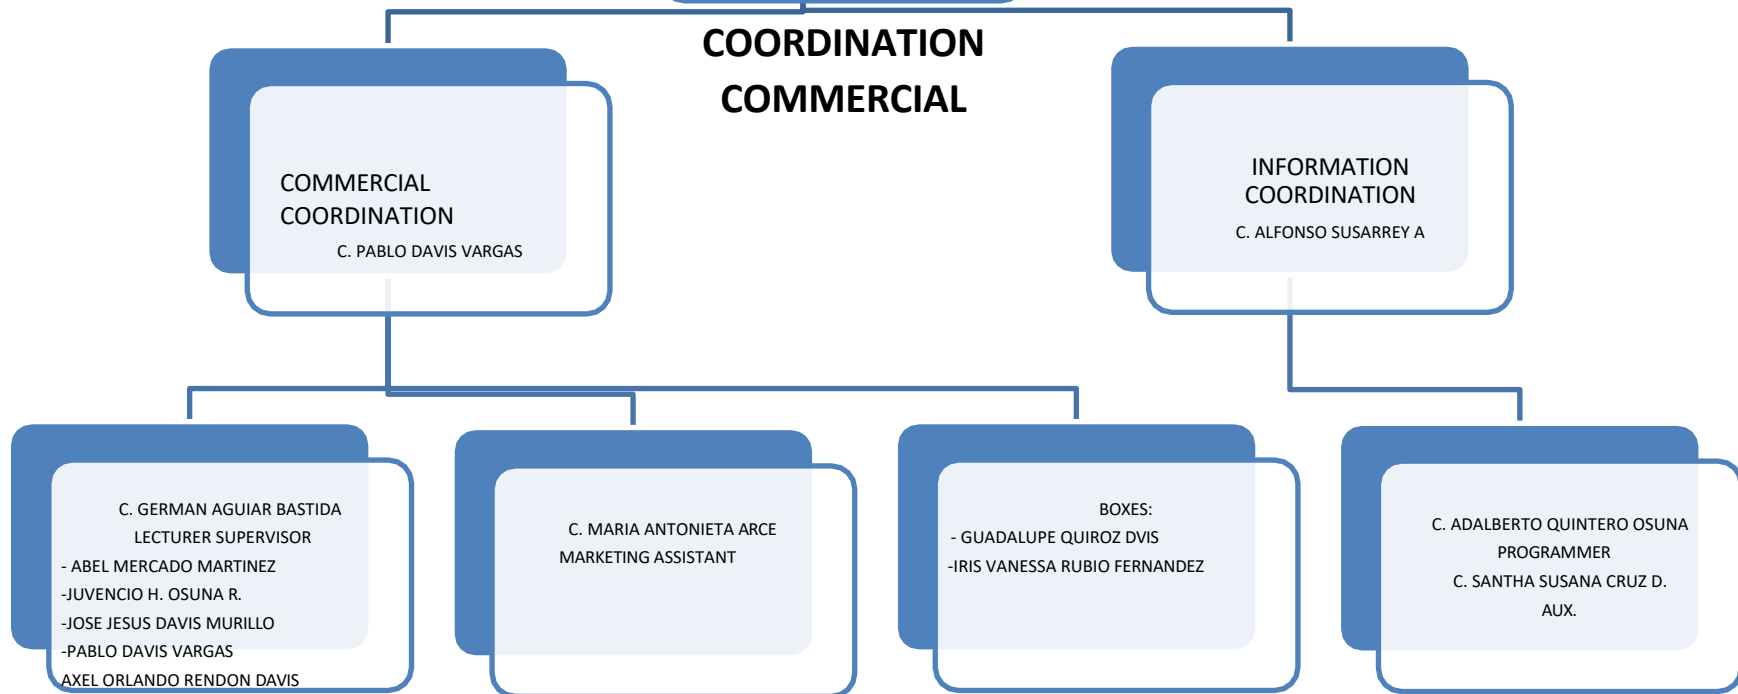 COORDINATION
COMMERCIAL
COMMERCIAL
COORDINATION
C. PABLO DAVIS VARGAS
INFORMATION
COORDINATION
C. ALFONSO SUSARREY A
C. GERMAN AGUIAR BASTIDA
LECTURER SUPERVISOR
- ABEL MERCADO MARTINEZ
-JUVENCIO H. OSUNA R.
-JOSE JESUS DAVIS MURILLO
-PABLO DAVIS VARGAS
AXEL ORLANDO RENDON DAVIS
C. MARIA ANTONIETA ARCE
MARKETING ASSISTANT
BOXES:
- GUADALUPE QUIROZ DVIS
-IRIS VANESSA RUBIO FERNANDEZ
C. ADALBERTO QUINTERO OSUNA
PROGRAMMER
C. SANTHA SUSANA CRUZ D.
AUX.